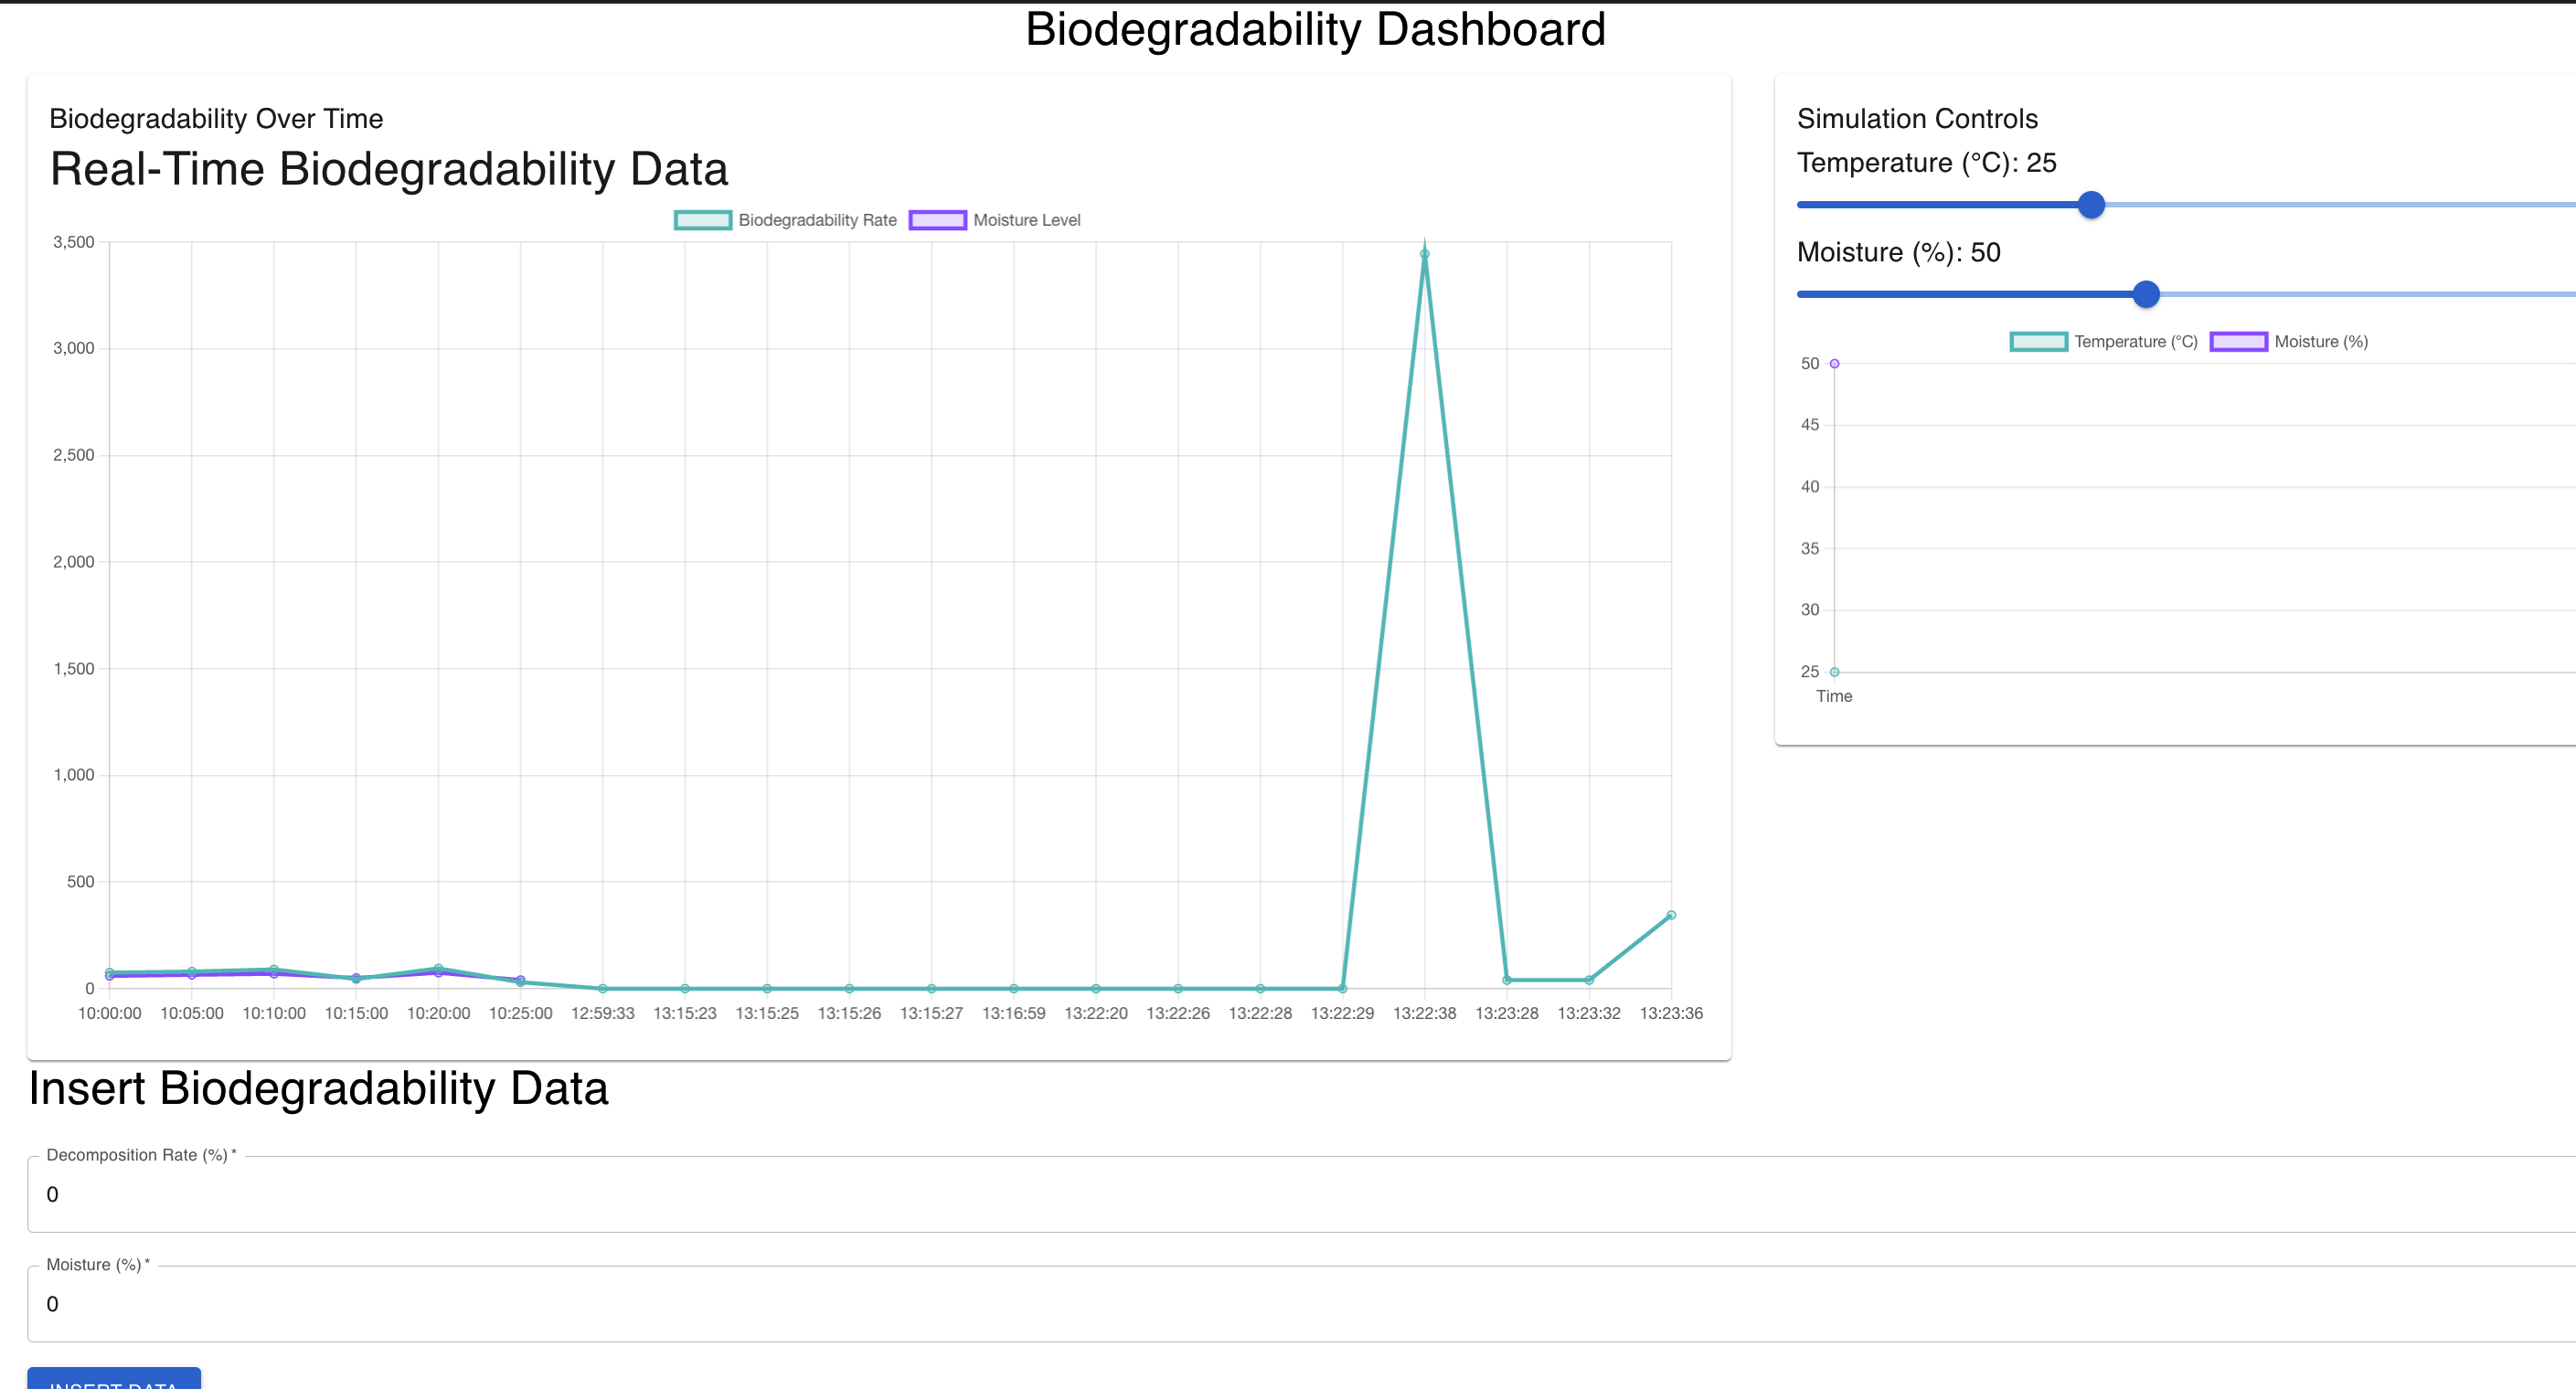 Biodegradability Dashboard
Biodegradability Over Time
Real-Time Biodegradability Data
Biodegradability Rate Moisture Level
3,500
3,000
2,500
2,000
1,500
1,000
500
0
10:00:00 10:05:00 10:10:00 10:15:00 10:20:00 10:25:00 12:59:33 13:15:23 13:15:25 13:15:26 13:15:27 13:16:59 13:22:20 13:22:26 13:22:28 13:22:29 13:22:38 13:23:28 13:23:32 13:23:36
Simulation Controls
Temperature (°C): 25
Moisture (%): 50
Temperature (°C) Moisture (%)
50
45
40
35
30
25
Time
Insert Biodegradability Data
Decomposition Rate (%) *
0
Moisture (%) *
0
INSERT DATA